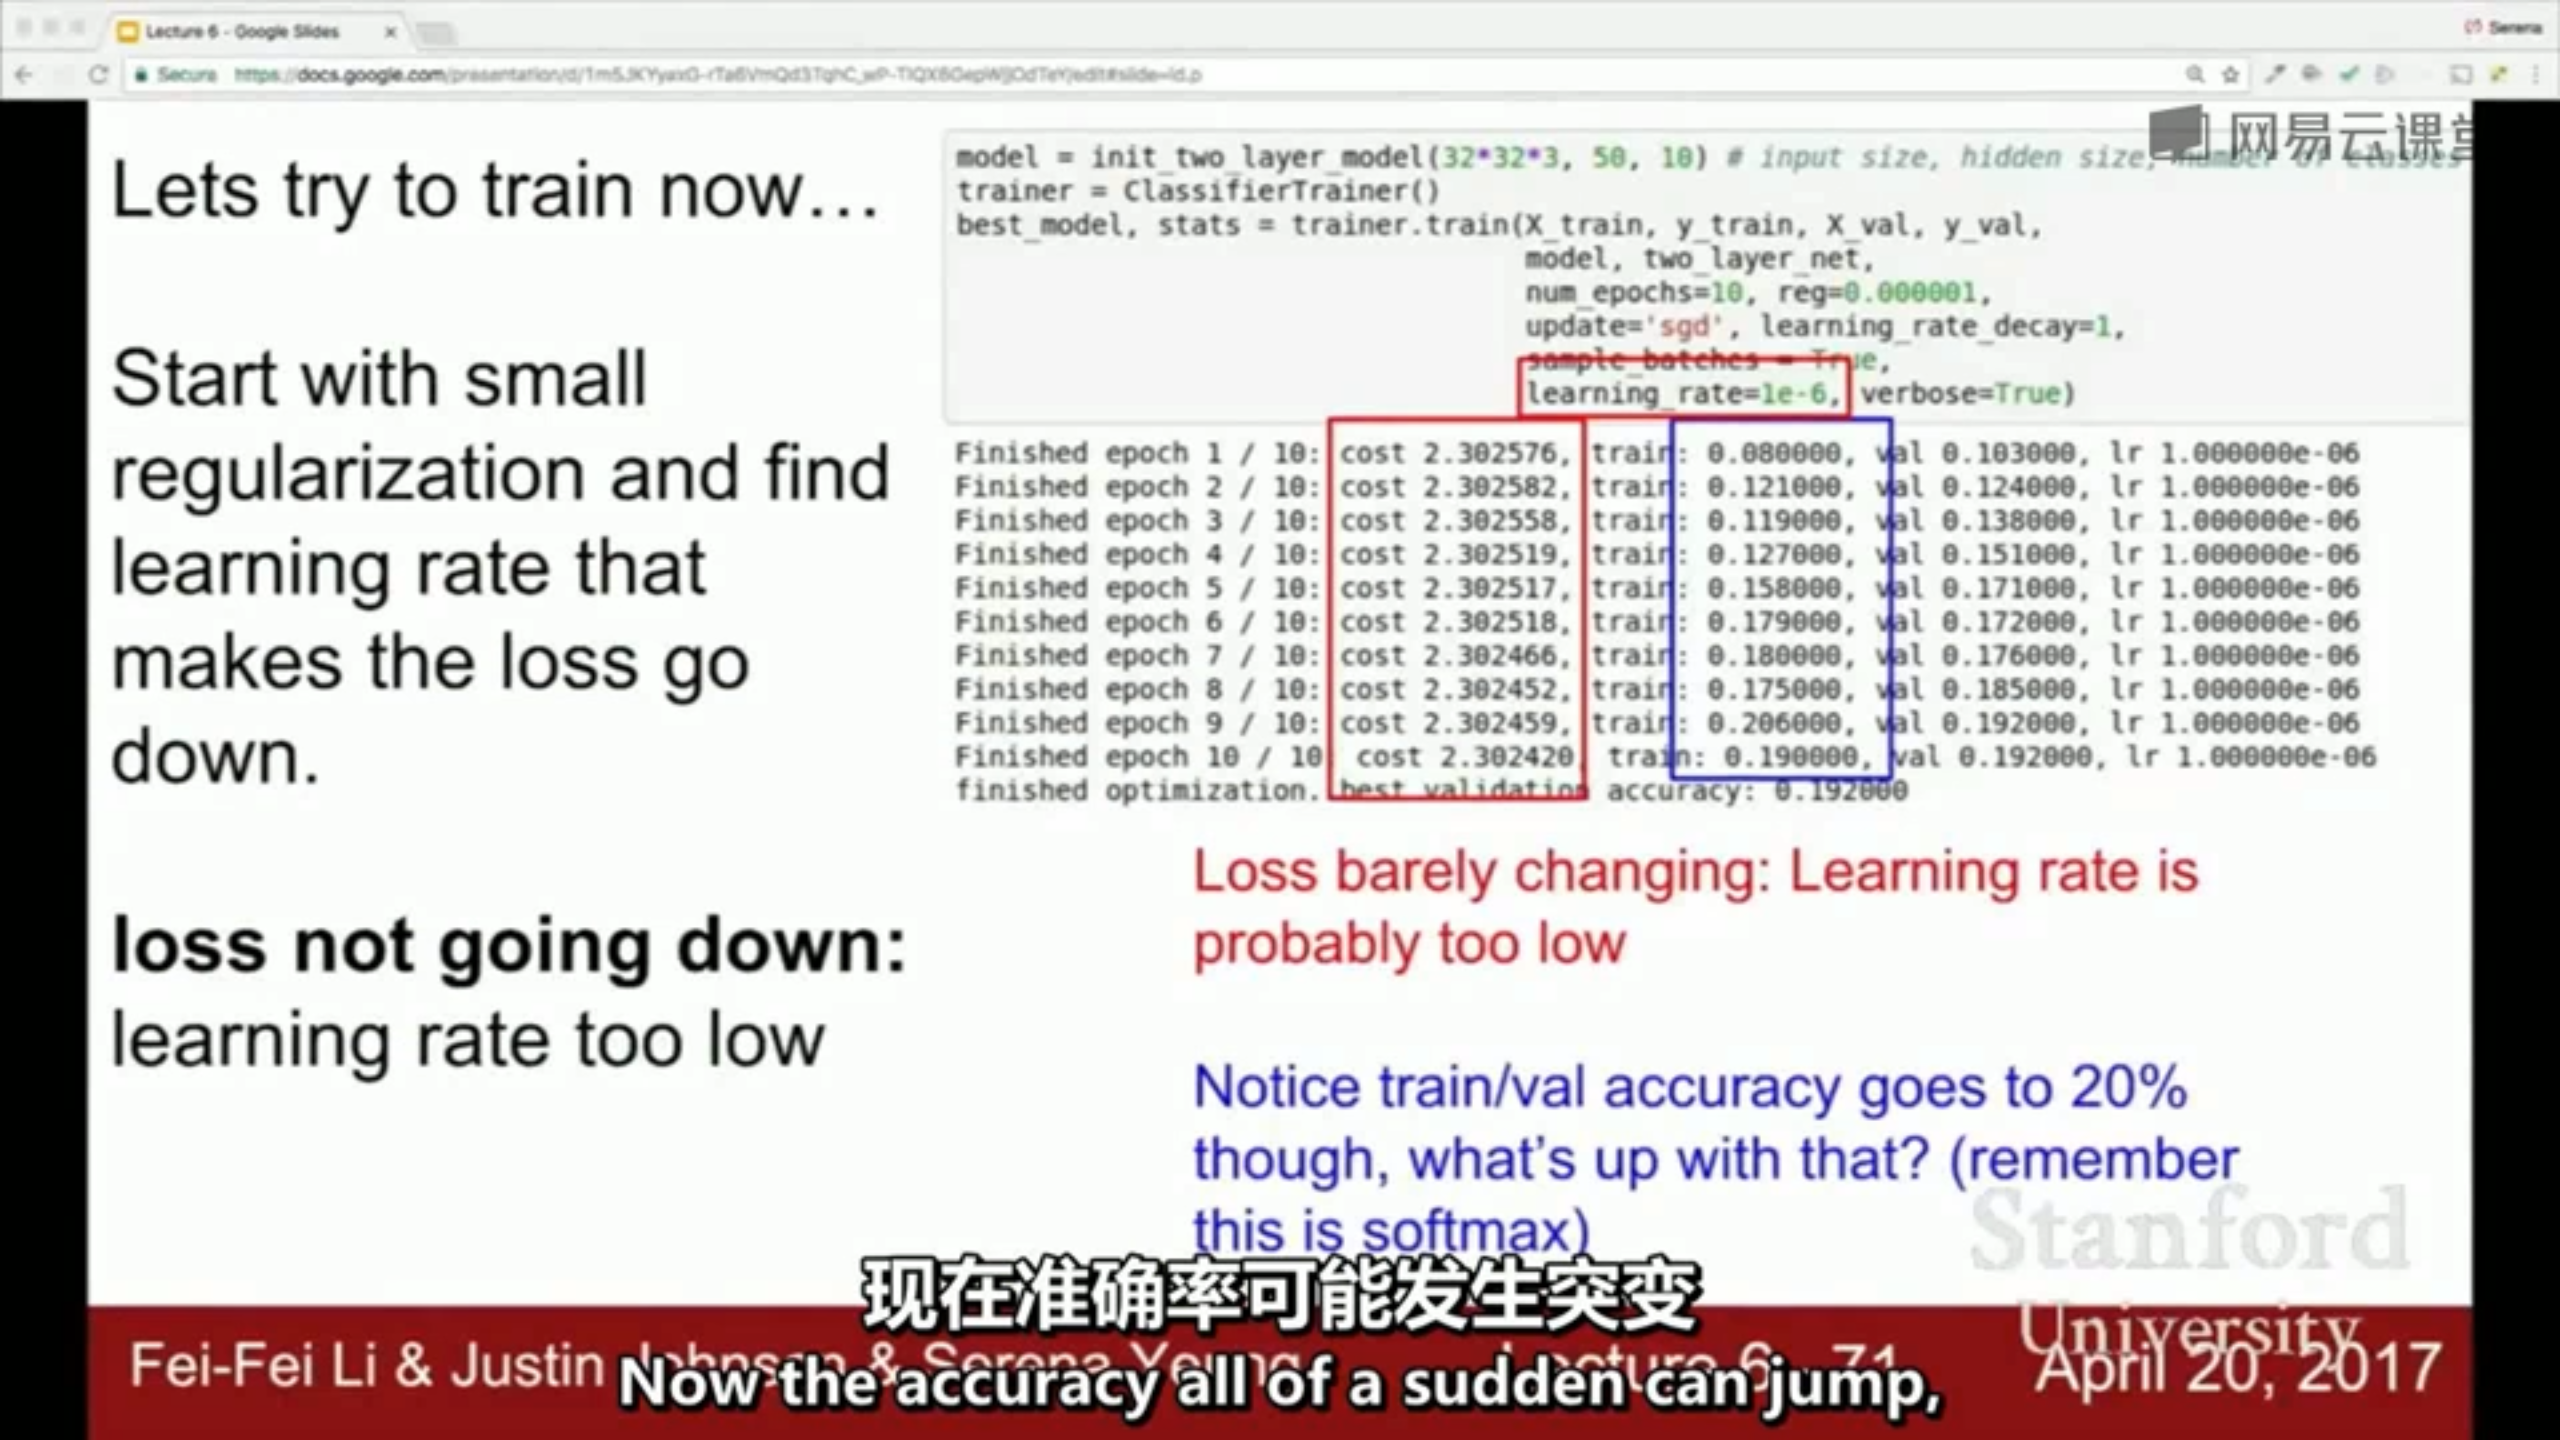 Lecture 6 - Google Slides
Serena
Secure
Lets try to train now…
Start with small
regularization and find
learning rate that
makes the loss go
down.
loss not going down:
learning rate too low
网易云课堂
model = init_two_layer_model(32*32*3, 50, 10) # input size, hidden size, number of classes
trainer = ClassifierTrainer()
best_model, stats = trainer.train(X_train, y_train, X_val, y_val,
model, two_layer_net,
num_epochs=10, reg=0.000001,
update='sgd', learning_rate_decay=1,
sample_batches = True,
learning_rate=1e-6, verbose=True)
Finished epoch 1 / 10: cost 2.302576, train: 0.080000, val 0.103000, lr 1.000000e-06
Finished epoch 2 / 10: cost 2.302582, train: 0.121000, val 0.124000, lr 1.000000e-06
Finished epoch 3 / 10: cost 2.302558, train: 0.119000, val 0.138000, lr 1.000000e-06
Finished epoch 4 / 10: cost 2.302519, train: 0.127000, val 0.151000, lr 1.000000e-06
Finished epoch 5 / 10: cost 2.302517, train: 0.158000, val 0.171000, lr 1.000000e-06
Finished epoch 6 / 10: cost 2.302518, train: 0.179000, val 0.172000, lr 1.000000e-06
Finished epoch 7 / 10: cost 2.302466, train: 0.180000, val 0.176000, lr 1.000000e-06
Finished epoch 8 / 10: cost 2.302452, train: 0.175000, val 0.185000, lr 1.000000e-06
Finished epoch 9 / 10: cost 2.302459, train: 0.206000, val 0.192000, lr 1.000000e-06
Finished epoch 10 / 10: cost 2.302420, train: 0.190000, val 0.192000, lr 1.000000e-06
finished optimization. best validation accuracy: 0.192000
Loss barely changing: Learning rate is
probably too low
Notice train/val accuracy goes to 20%
though, what's up with that? (remember
this is softmax)
Stanford
University
现在准确率可能发生突变
Fei-Fei Li & Justin Johnson & Serena Yeung Lecture 6 - 71 April 20, 2017
Now the accuracy all of a sudden can jump,